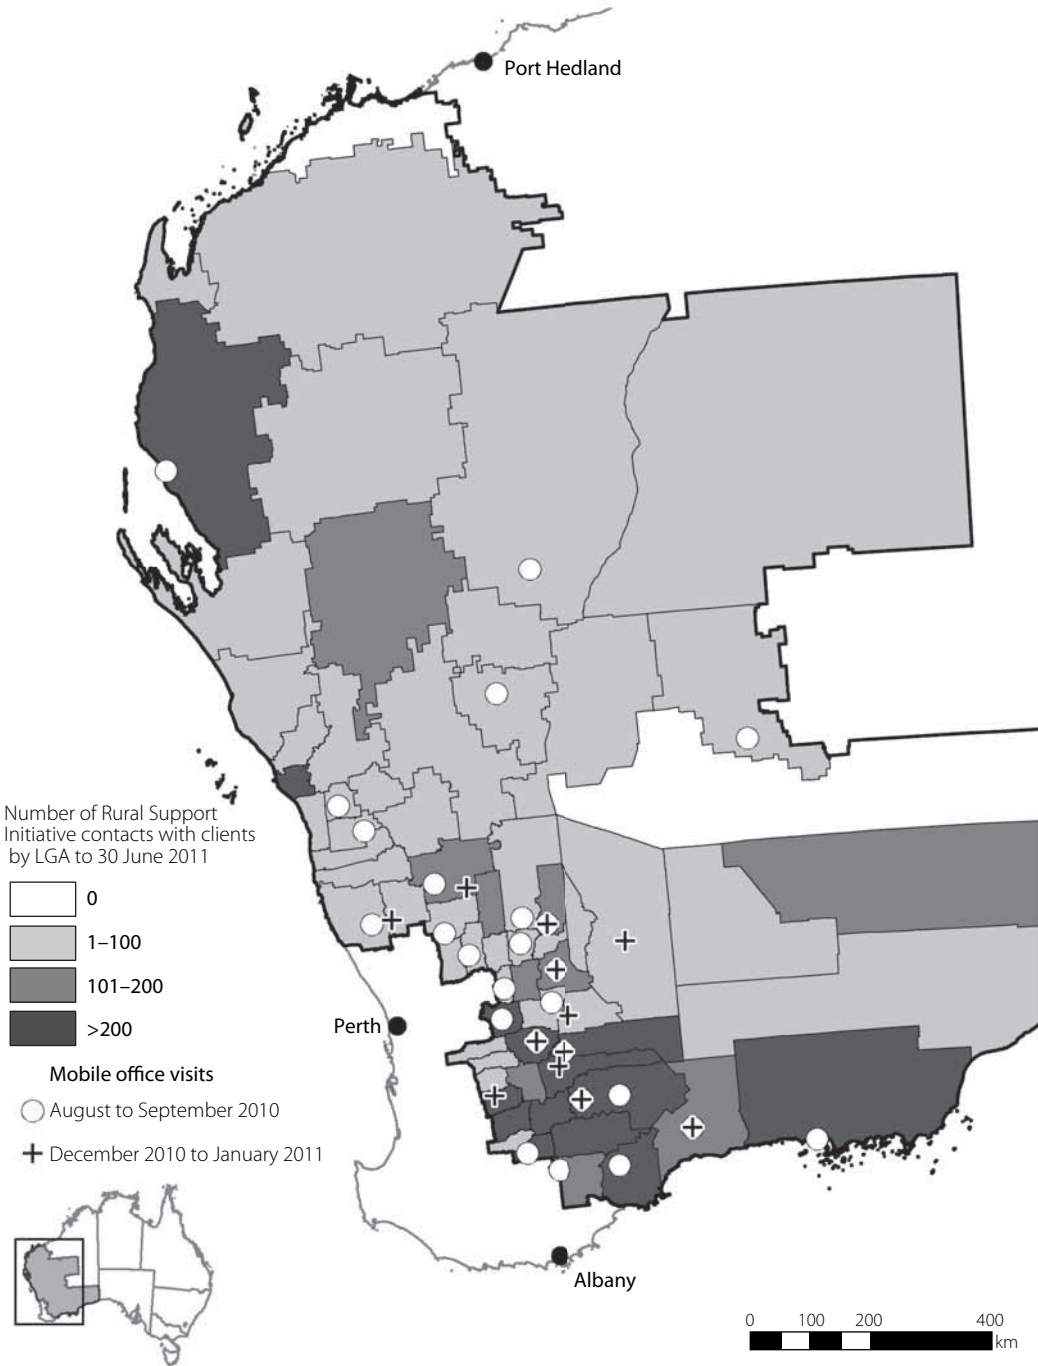 Port Hedland
Number of Rural Support
Initiative contacts with clients
by LGA to 30 June 2011
0
1–100
101–200
>200
Perth
Mobile office visits
August to September 2010
December 2010 to January 2011
Albany
0 100 200 400
km